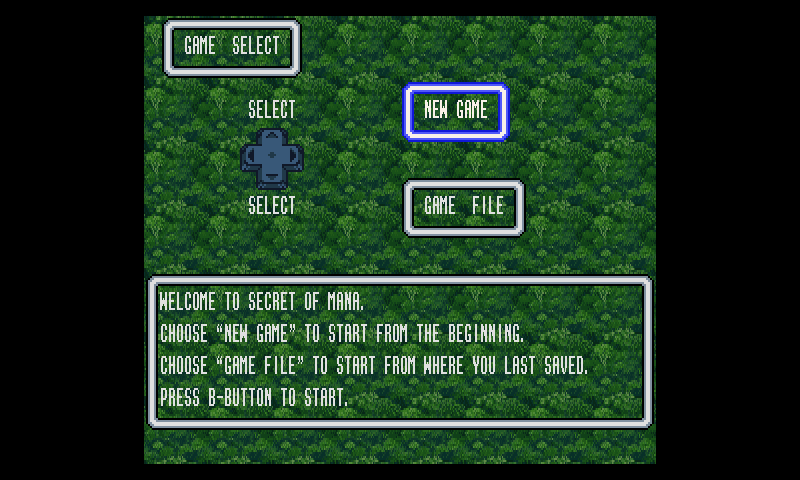 GAME SELECT
SELECT
NEW GAME
SELECT
GAME FILE
WELCOME TO SECRET OF MANA.
CHOOSE “NEW GAME” TO START FROM THE BEGINNING.
CHOOSE “GAME FILE” TO START FROM WHERE YOU LAST SAVED.
PRESS B-BUTTON TO START.